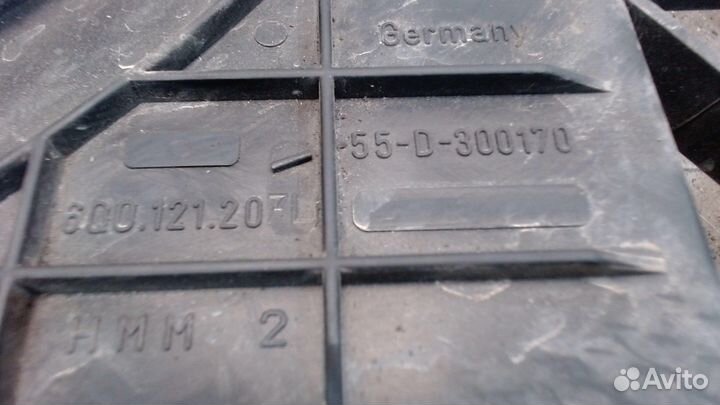 Germany
-55-D-300170
6Q0.121.207L
HMM 2
Avito